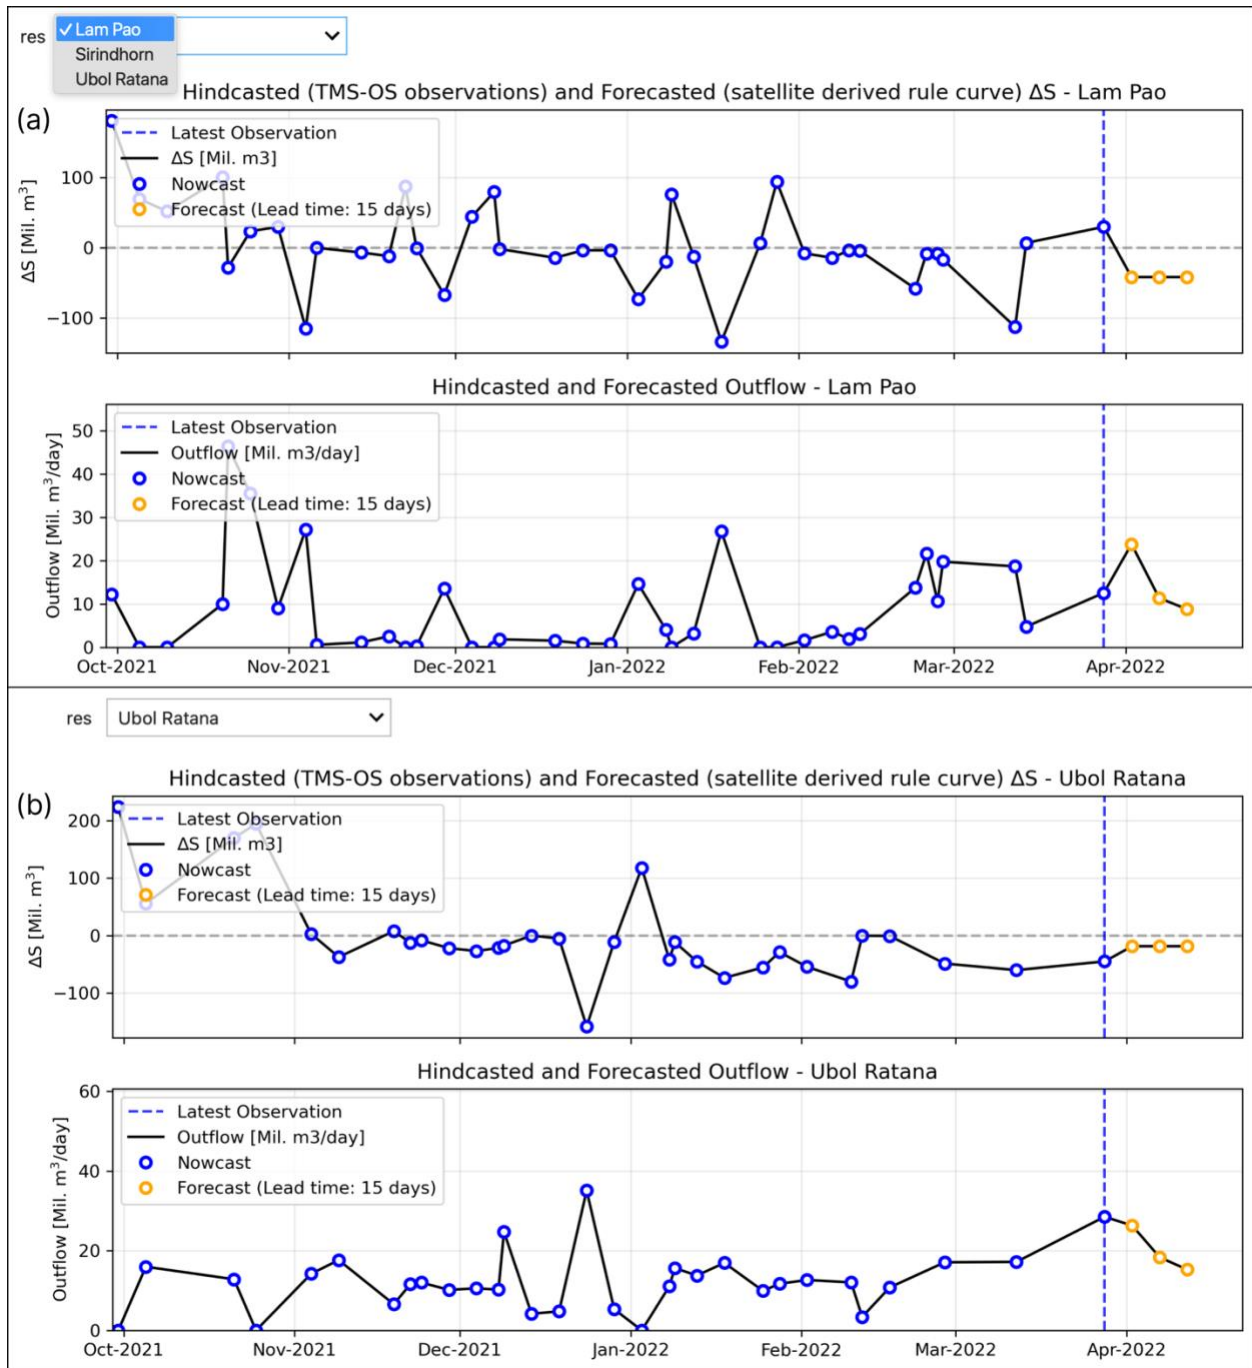 res
✓ Lam Pao
Sirindhorn
Ubol Ratana
(a)
Hindcasted (TMS-OS observations) and Forecasted (satellite derived rule curve) ΔS - Lam Pao
Latest Observation
ΔS [Mil. m3]
Nowcast
Forecast (Lead time: 15 days)
ΔS [Mil. m³]
100
0
−100
Hindcasted and Forecasted Outflow - Lam Pao
Latest Observation
Outflow [Mil. m3/day]
Nowcast
Forecast (Lead time: 15 days)
Outflow [Mil. m³/day]
50
40
30
20
10
0
Oct-2021 Nov-2021 Dec-2021 Jan-2022 Feb-2022 Mar-2022 Apr-2022
res Ubol Ratana
(b)
Hindcasted (TMS-OS observations) and Forecasted (satellite derived rule curve) ΔS - Ubol Ratana
Latest Observation
ΔS [Mil. m3]
Nowcast
Forecast (Lead time: 15 days)
ΔS [Mil. m³]
200
100
0
−100
Hindcasted and Forecasted Outflow - Ubol Ratana
Latest Observation
Outflow [Mil. m3/day]
Nowcast
Forecast (Lead time: 15 days)
Outflow [Mil. m³/day]
60
40
20
0
Oct-2021 Nov-2021 Dec-2021 Jan-2022 Feb-2022 Mar-2022 Apr-2022